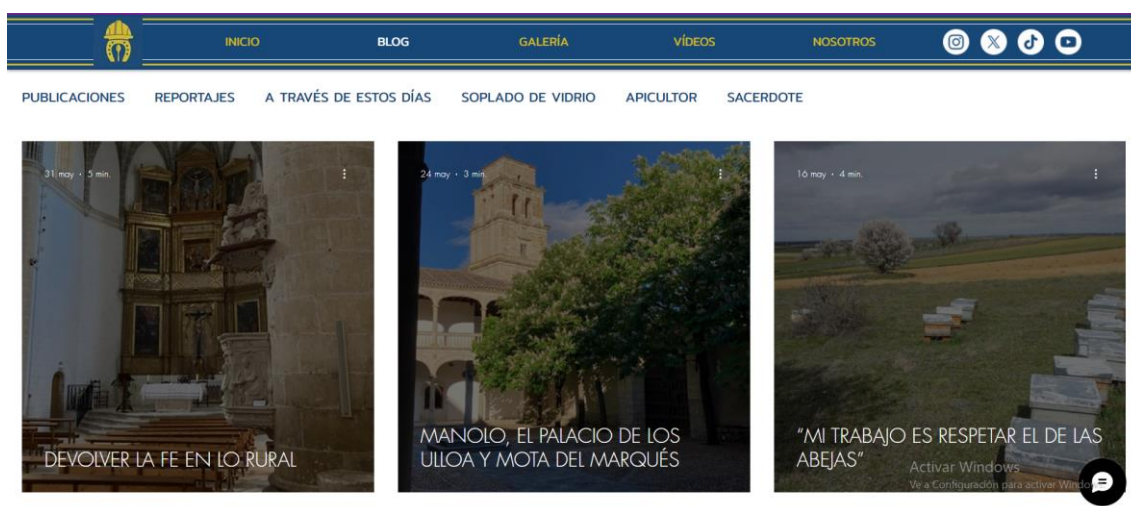 INICIO BLOG GALERÍA VÍDEOS NOSOTROS
PUBLICACIONES REPORTAJES A TRAVÉS DE ESTOS DÍAS SOPLADO DE VIDRIO APICULTOR SACERDOTE
31 may · 5 min.
DEVOLVER LA FE EN LO RURAL
24 may · 3 min.
MANOLO, EL PALACIO DE LOS
ULLOA Y MOTA DEL MARQUÉS
16 may · 4 min.
“MI TRABAJO ES RESPETAR EL DE LAS
ABEJAS”
Activar Windows
Ve a Configuración para activar Windo